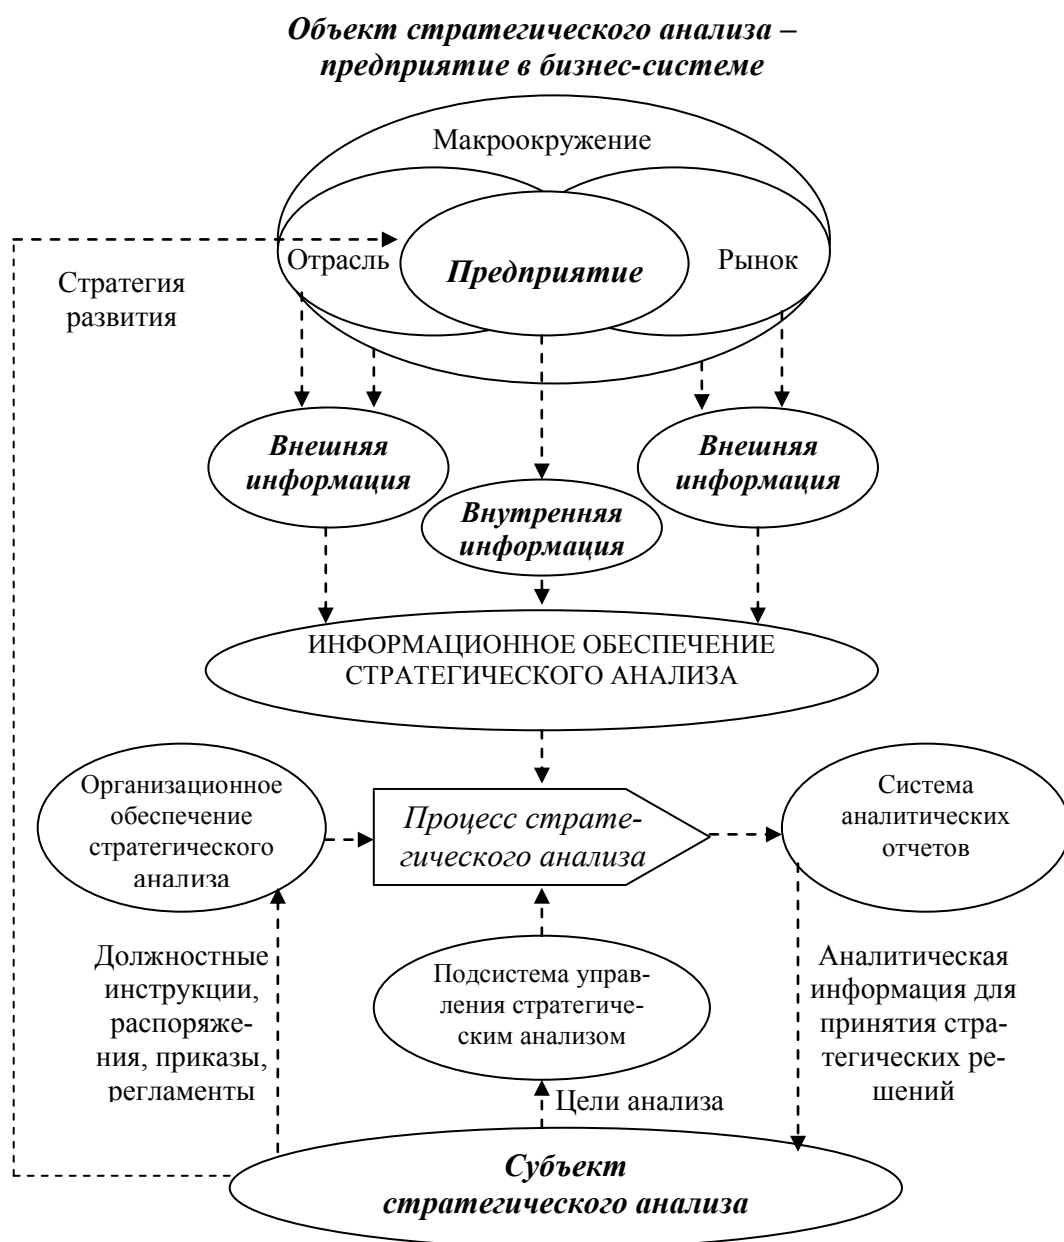 Объект стратегического анализа –
предприятие в бизнес-системе
Макроокружение
Отрасль
Предприятие
Рынок
Стратегия
развития
Внешняя
информация
Внутренняя
информация
Внешняя
информация
ИНФОРМАЦИОННОЕ ОБЕСПЕЧЕНИЕ
СТРАТЕГИЧЕСКОГО АНАЛИЗА
Организационное
обеспечение
стратегического
анализа
Процесс страте-
гического анализа
Система
аналитических
отчетов
Должностные
инструкции,
распоряже-
ния, приказы,
регламенты
Подсистема управ-
ления стратегиче-
ским анализом
Аналитическая
информация для
принятия стра-
тегических ре-
шений
Цели анализа
Субъект
стратегического анализа